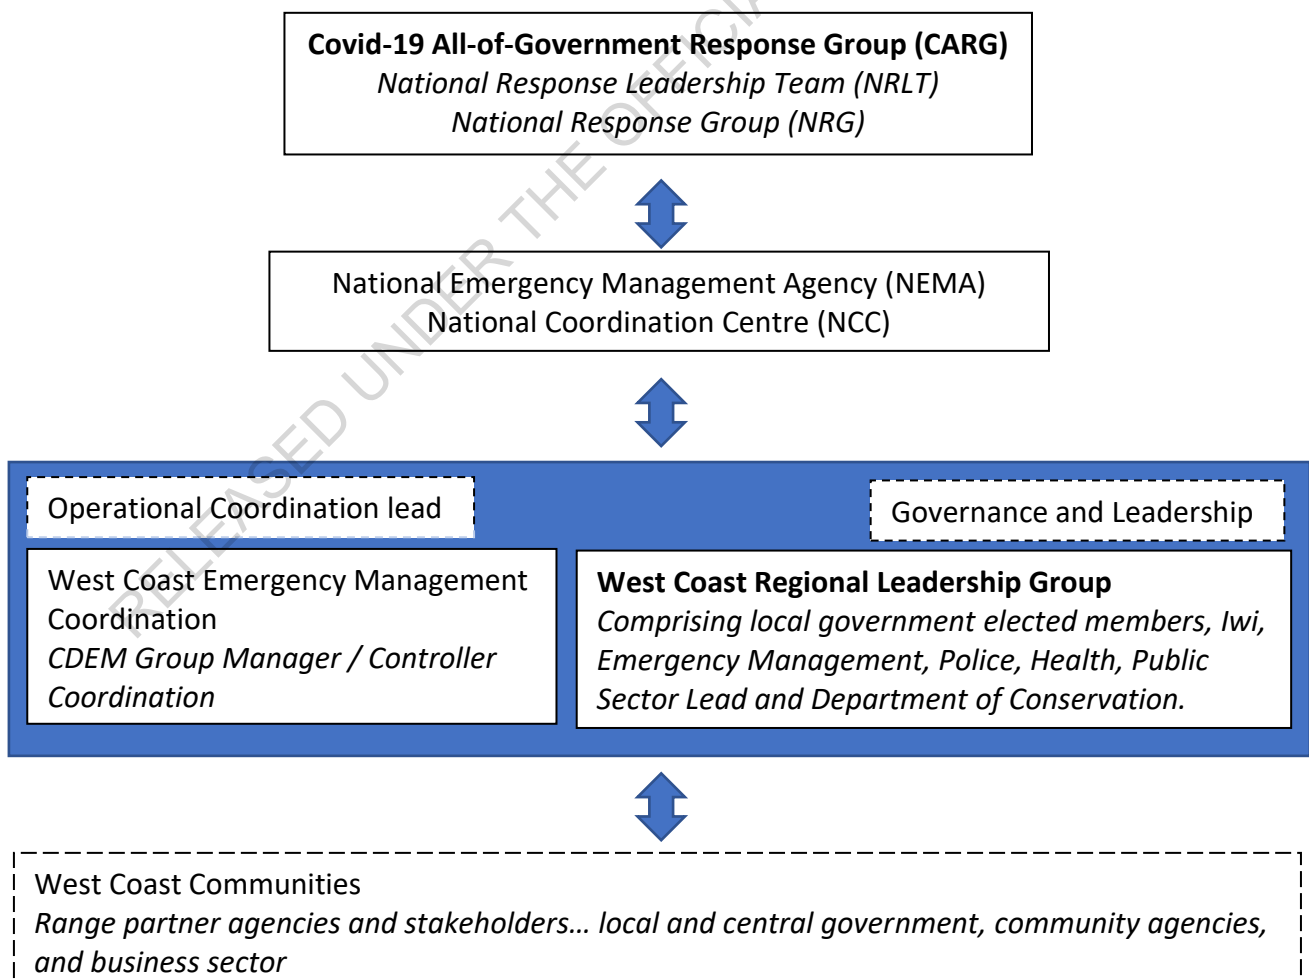 Covid-19 All-of-Government Response Group (CARG)
National Response Leadership Team (NRLT)
National Response Group (NRG)
National Emergency Management Agency (NEMA)
National Coordination Centre (NCC)
Operational Coordination lead
Governance and Leadership
West Coast Emergency Management
Coordination
CDEM Group Manager / Controller
Coordination
West Coast Regional Leadership Group
Comprising local government elected members, Iwi,
Emergency Management, Police, Health, Public
Sector Lead and Department of Conservation.
West Coast Communities
Range partner agencies and stakeholders… local and central government, community agencies,
and business sector
RELEASED UNDER THE